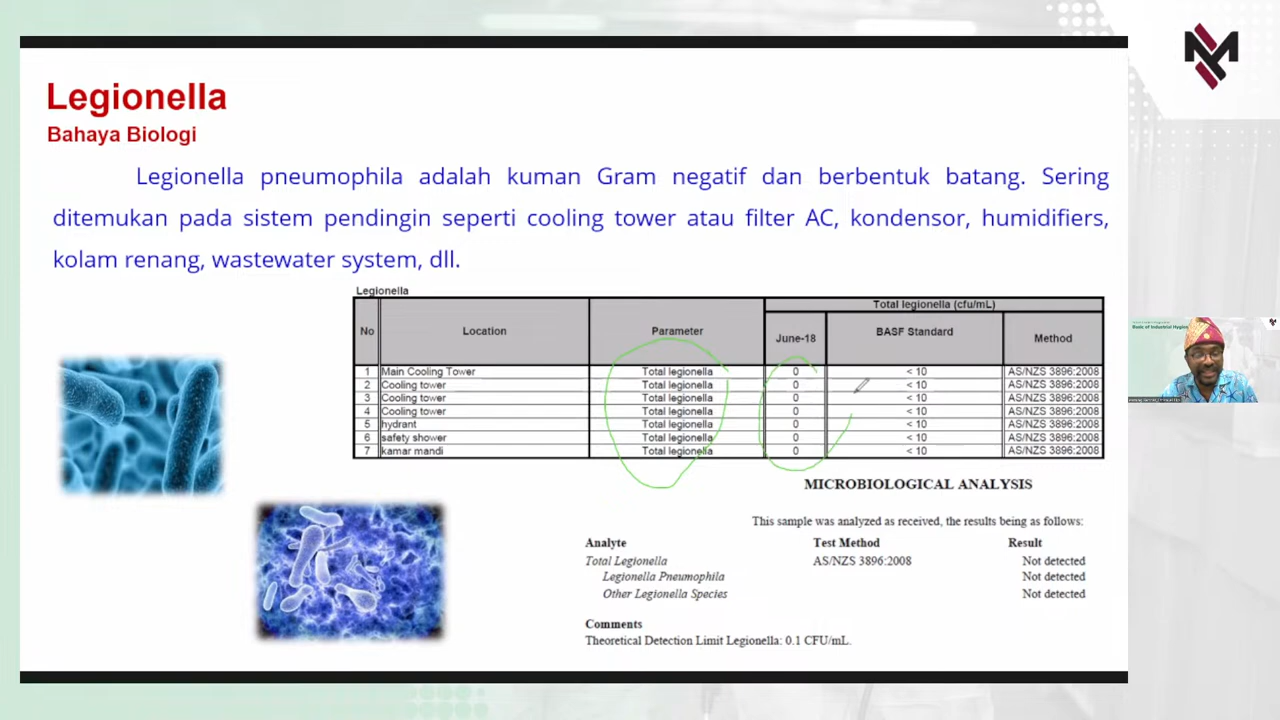 Legionella
Bahaya Biologi
Legionella pneumophila adalah kuman Gram negatif dan berbentuk batang. Sering
ditemukan pada sistem pendingin seperti cooling tower atau filter AC, kondensor, humidifiers,
kolam renang, wastewater system, dll.
Legionella
No Location Parameter Total legionella (cfu/mL)
June-18 BASF Standard Method
1 Main Cooling Tower Total legionella 0 < 10 AS/NZS 3896:2008
2 Cooling tower Total legionella 0 < 10 AS/NZS 3896:2008
3 Cooling tower Total legionella 0 < 10 AS/NZS 3896:2008
4 Cooling tower Total legionella 0 < 10 AS/NZS 3896:2008
5 hydrant Total legionella 0 < 10 AS/NZS 3896:2008
6 safety shower Total legionella 0 < 10 AS/NZS 3896:2008
7 kamar mandi Total legionella 0 < 10 AS/NZS 3896:2008
MICROBIOLOGICAL ANALYSIS
This sample was analyzed as received, the results being as follows:
Analyte Test Method Result
Total Legionella AS/NZS 3896:2008 Not detected
Legionella Pneumophila Not detected
Other Legionella Species Not detected
Comments
Theoretical Detection Limit Legionella: 0.1 CFU/mL.
Basic of Industrial Hygiene